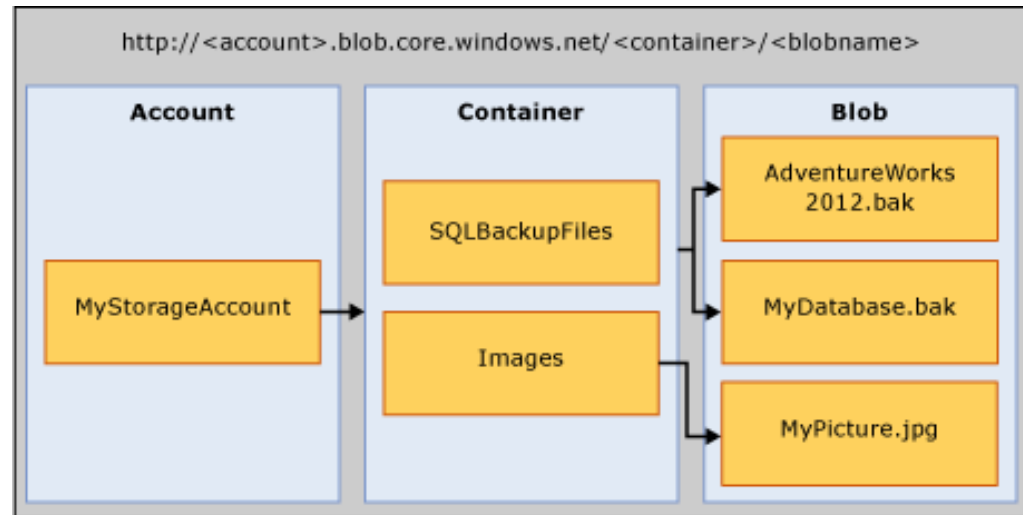 http://<account>.blob.core.windows.net/<container>/<blobname>
Account
MyStorageAccount
Container
SQLBackupFiles
Images
Blob
AdventureWorks
2012.bak
MyDatabase.bak
MyPicture.jpg